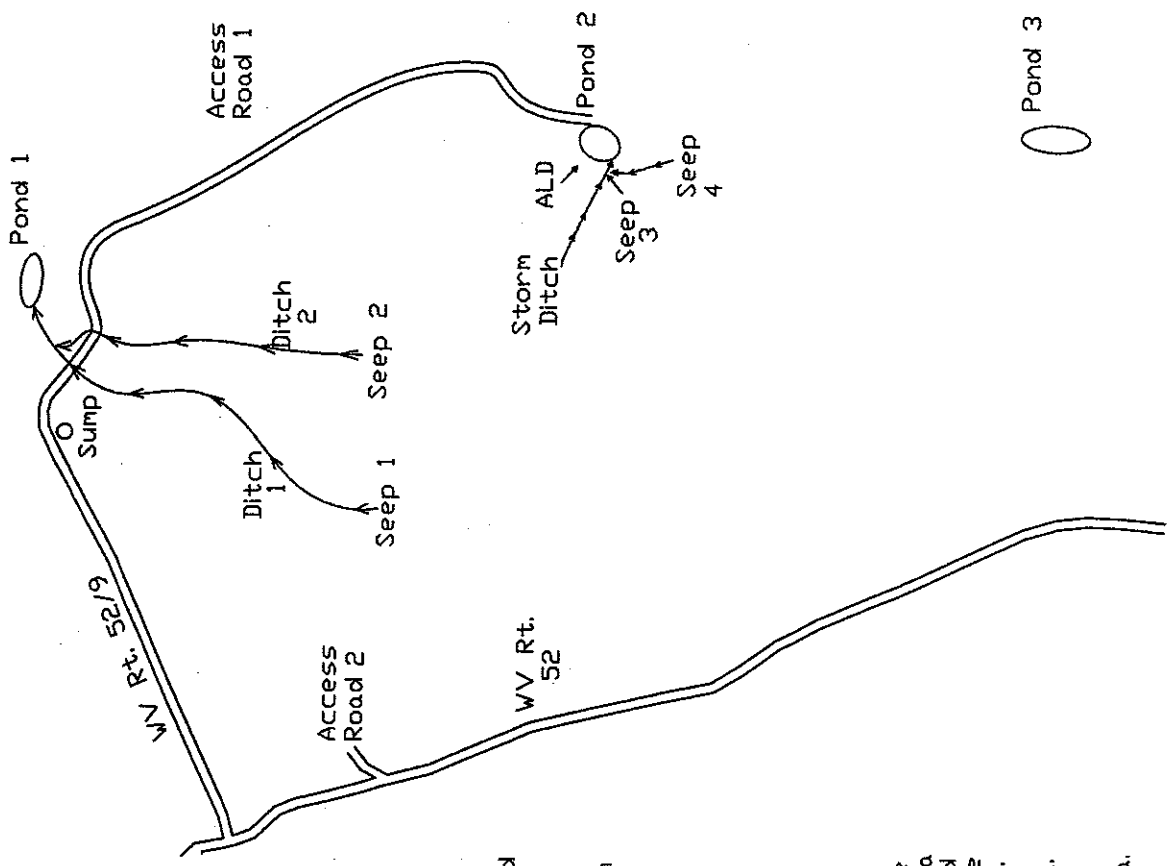 Pond 1
Access
Road 1
Sump
WV Rt. 52/9
Ditch
1
Ditch
2
Seep 1
Seep 2
Access
Road 2
WV Rt.
52
Storm
Ditch
ALD
Pond 2
Seep
3
Seep
4
Pond 3